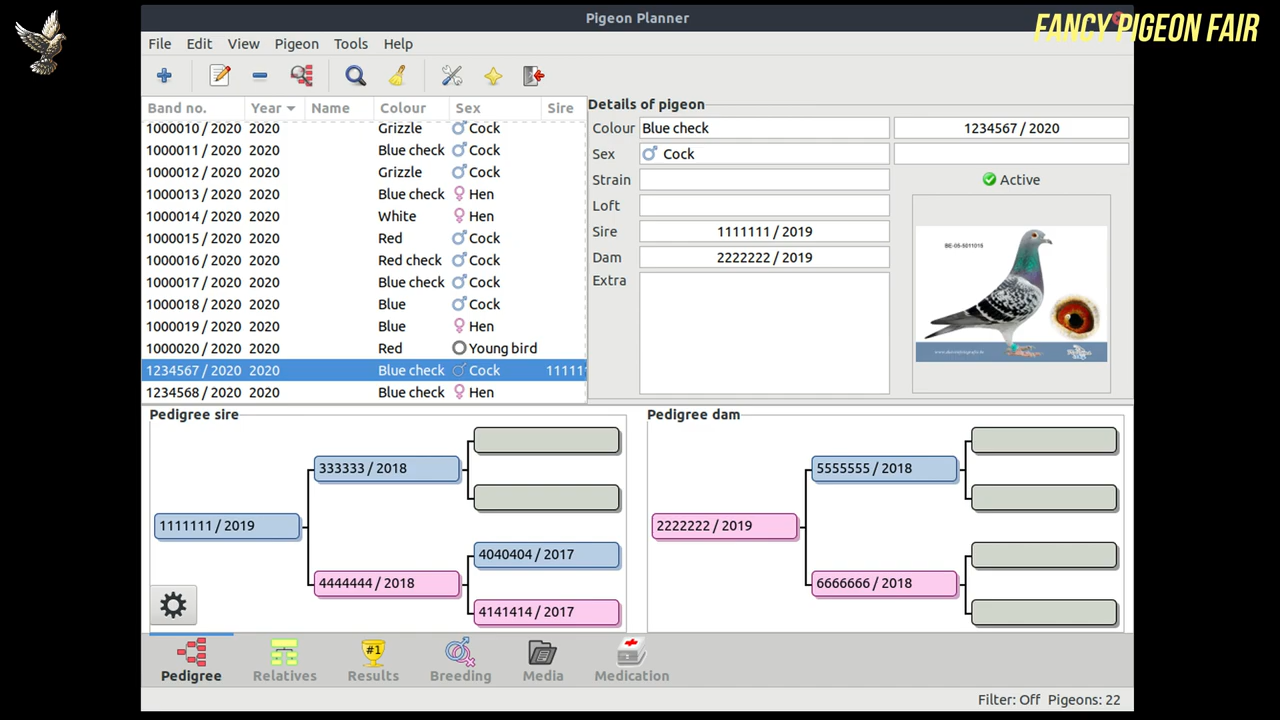 FANCY PIGEON FAIR
Pigeon Planner
File Edit View Pigeon Tools Help
Band no. Year Name Colour Sex Sire
1000010 / 2020 2020 Grizzle Cock
1000011 / 2020 2020 Blue check Cock
1000012 / 2020 2020 Grizzle Cock
1000013 / 2020 2020 Blue check Hen
1000014 / 2020 2020 White Hen
1000015 / 2020 2020 Red Cock
1000016 / 2020 2020 Red check Cock
1000017 / 2020 2020 Blue check Cock
1000018 / 2020 2020 Blue Cock
1000019 / 2020 2020 Blue Hen
1000020 / 2020 2020 Red Young bird
1234567 / 2020 2020 Blue check Cock 11111
1234568 / 2020 2020 Blue check Hen
Details of pigeon
Colour Blue check 1234567 / 2020
Sex Cock
Strain
Active
Loft
Sire 1111111 / 2019
Dam 2222222 / 2019
Extra
BE-05-5011015
Pedigree sire
333333 / 2018
1111111 / 2019
4040404 / 2017
4444444 / 2018
4141414 / 2017
Pedigree dam
5555555 / 2018
2222222 / 2019
6666666 / 2018
#1
Pedigree Relatives Results Breeding Media Medication
Filter: Off Pigeons: 22